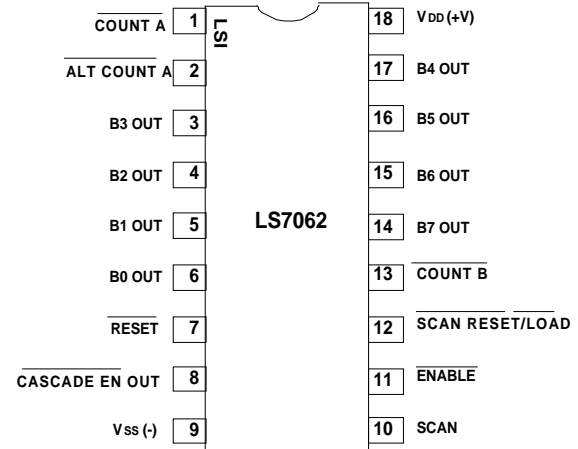 COUNT A 1 LSI 18 VDD (+V)
ALT COUNT A 2 17 B4 OUT
B3 OUT 3 16 B5 OUT
B2 OUT 4 15 B6 OUT
B1 OUT 5 LS7062 14 B7 OUT
B0 OUT 6 13 COUNT B
RESET 7 12 SCAN RESET/LOAD
CASCADE EN OUT 8 11 ENABLE
VSS (-) 9 10 SCAN